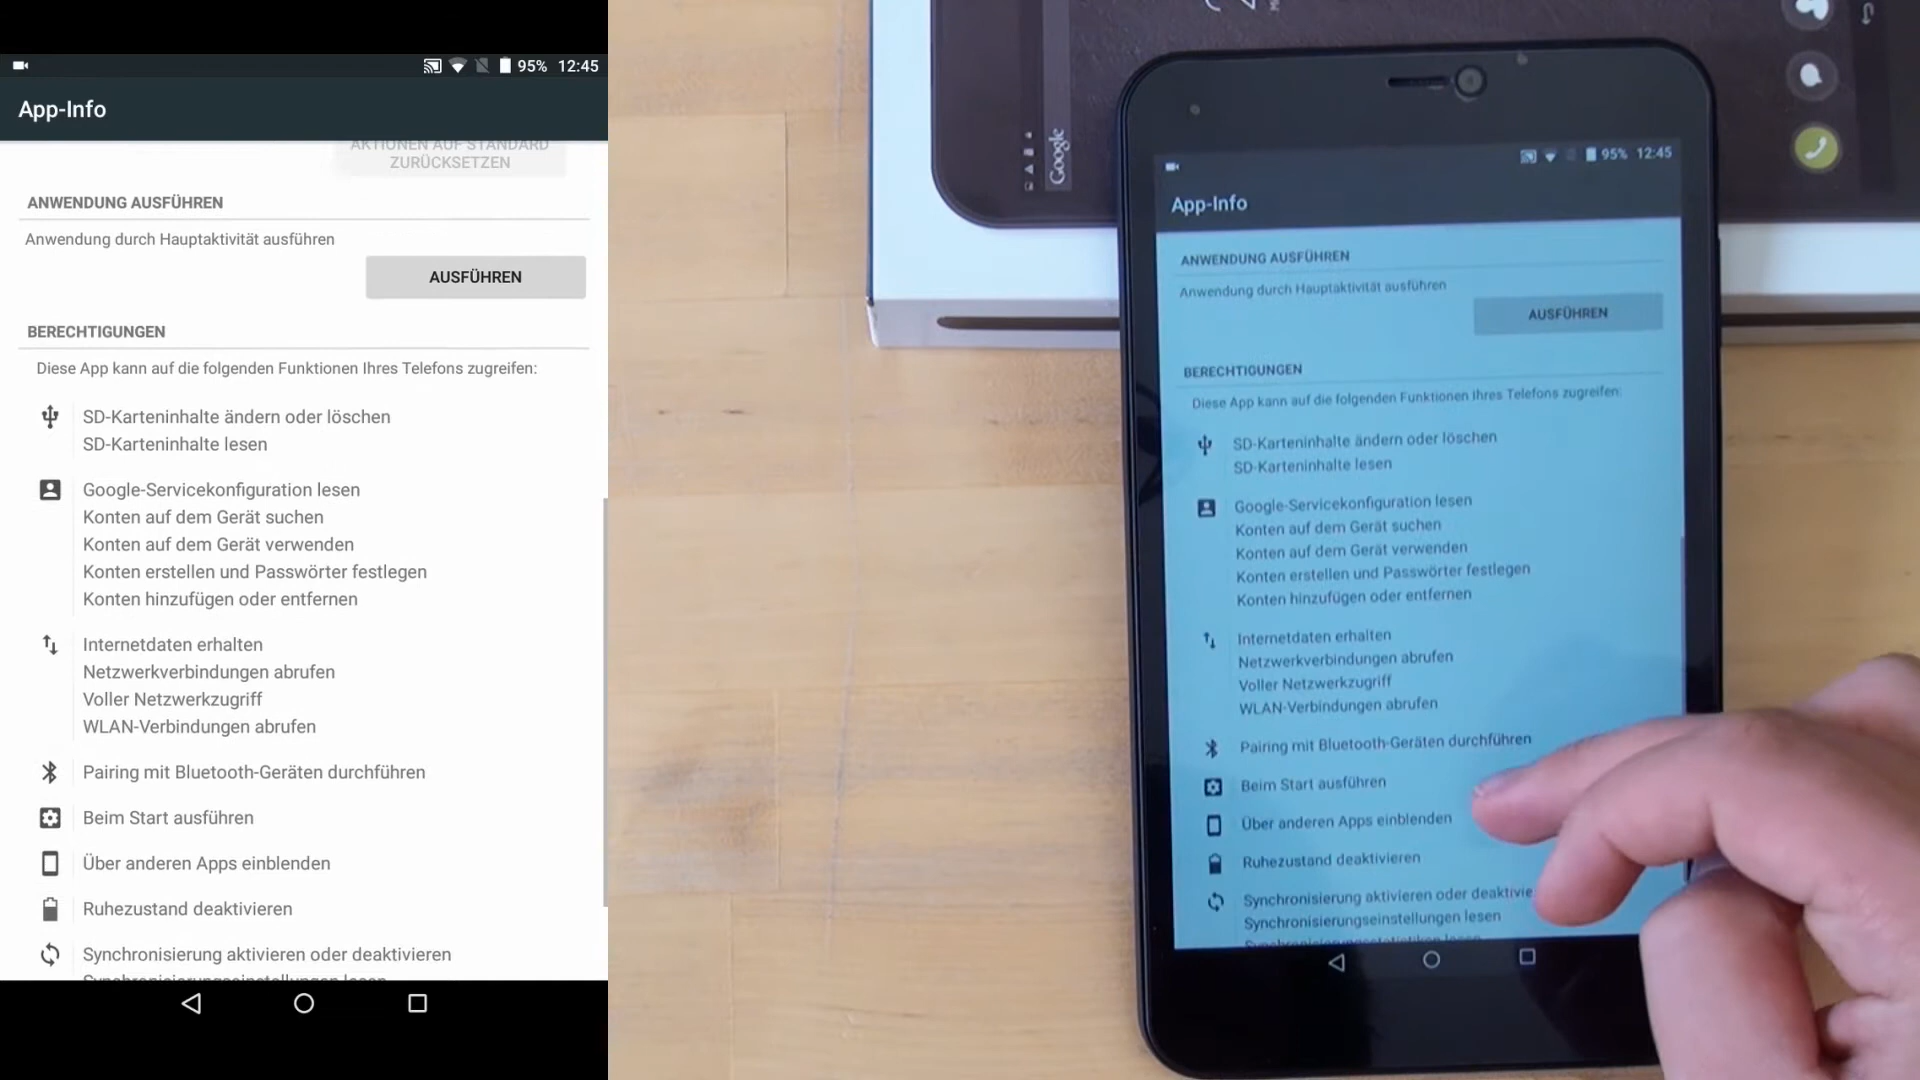 95% 12:45
App-Info
AKTIONEN AUF STANDARD
ZURÜCKSETZEN
ANWENDUNG AUSFÜHREN
Anwendung durch Hauptaktivität ausführen
AUSFÜHREN
BERECHTIGUNGEN
Diese App kann auf die folgenden Funktionen Ihres Telefons zugreifen:
SD-Karteninhalte ändern oder löschen
SD-Karteninhalte lesen
Google-Servicekonfiguration lesen
Konten auf dem Gerät suchen
Konten auf dem Gerät verwenden
Konten erstellen und Passwörter festlegen
Konten hinzufügen oder entfernen
Internetdaten erhalten
Netzwerkverbindungen abrufen
Voller Netzwerkzugriff
WLAN-Verbindungen abrufen
Pairing mit Bluetooth-Geräten durchführen
Beim Start ausführen
Über anderen Apps einblenden
Ruhezustand deaktivieren
Synchronisierung aktivieren oder deaktivieren
Synchronisierungseinstellungen lesen
Google
95% 12:45
App-Info
ANWENDUNG AUSFÜHREN
Anwendung durch Hauptaktivität ausführen
AUSFÜHREN
BERECHTIGUNGEN
Diese App kann auf die folgenden Funktionen Ihres Telefons zugreifen:
SD-Karteninhalte ändern oder löschen
SD-Karteninhalte lesen
Google-Servicekonfiguration lesen
Konten auf dem Gerät suchen
Konten auf dem Gerät verwenden
Konten erstellen und Passwörter festlegen
Konten hinzufügen oder entfernen
Internetdaten erhalten
Netzwerkverbindungen abrufen
Voller Netzwerkzugriff
WLAN-Verbindungen abrufen
Pairing mit Bluetooth-Geräten durchführen
Beim Start ausführen
Über anderen Apps einblenden
Ruhezustand deaktivieren
Synchronisierung aktivieren oder deaktivie
Synchronisierungseinstellungen lesen
Synchronisierungsstatistiken lesen